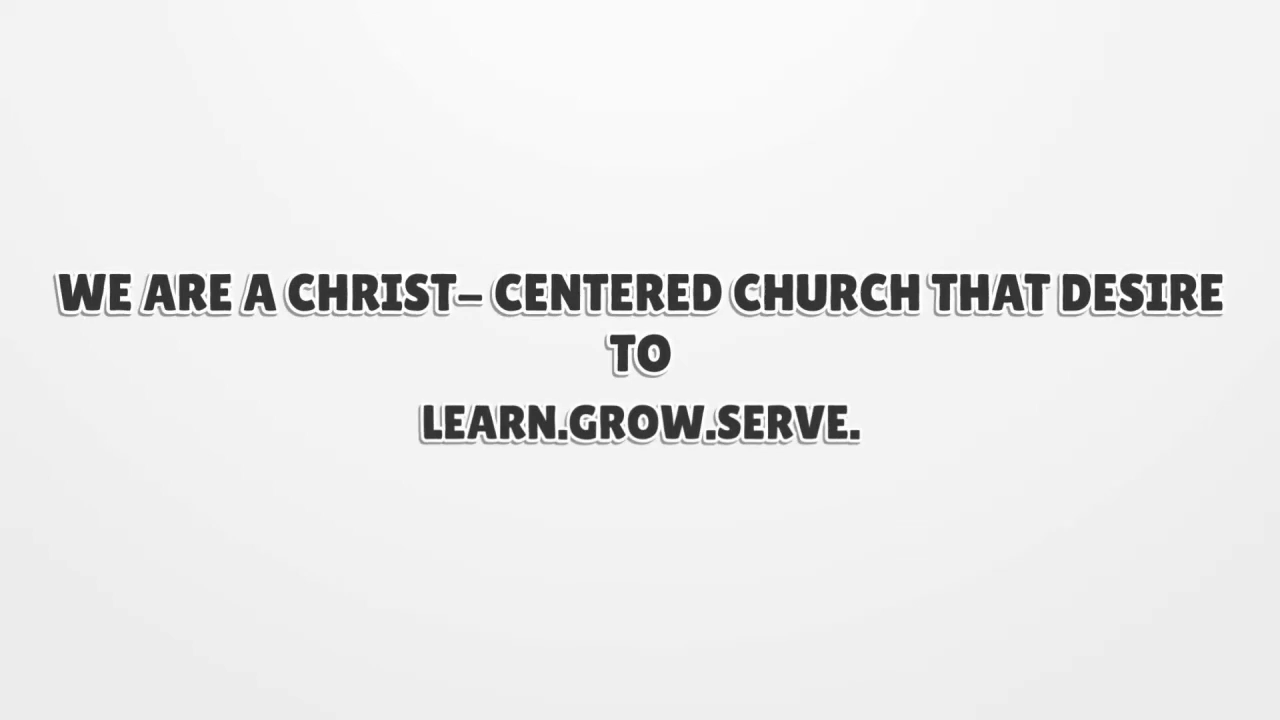 WE ARE A CHRIST- CENTERED CHURCH THAT DESIRE
TO
LEARN.GROW.SERVE.